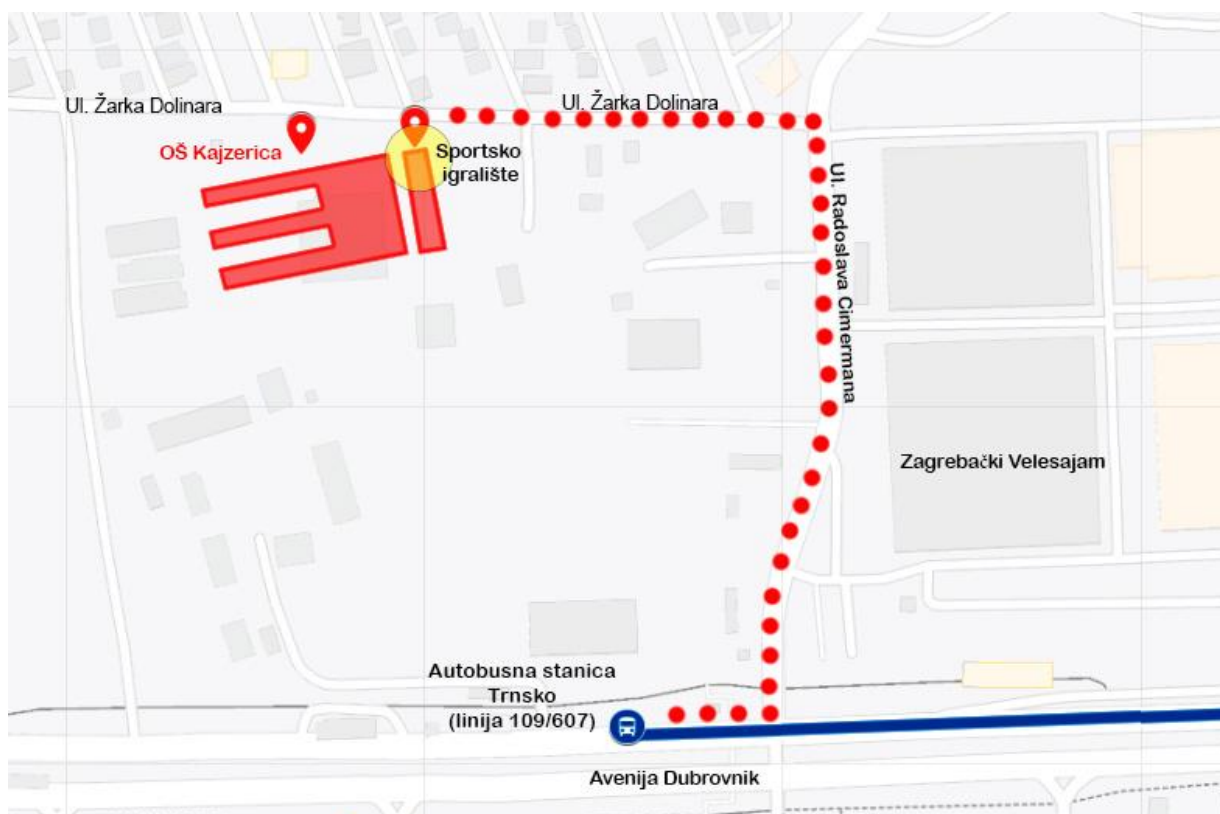 Ul. Žarka Dolinara
Ul. Žarka Dolinara
OŠ Kajzerica
Sportsko
igralište
Ul. Radoslava Cimermana
Zagrebački Velesajam
Autobusna stanica
Trnsko
(linija 109/607)
Avenija Dubrovnik